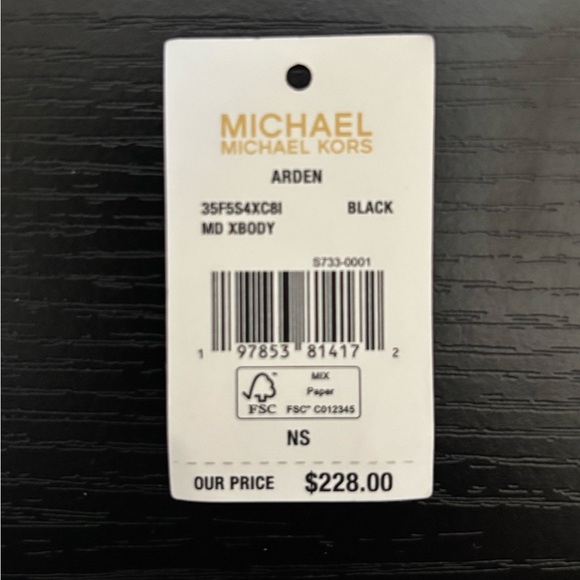 MICHAEL
MICHAEL KORS
ARDEN
35F5S4XC8I BLACK
MD XBODY
S733-0001
1 97853 81417 2
MIX
Paper
FSC™ C012345
FSC
NS
OUR PRICE $228.00